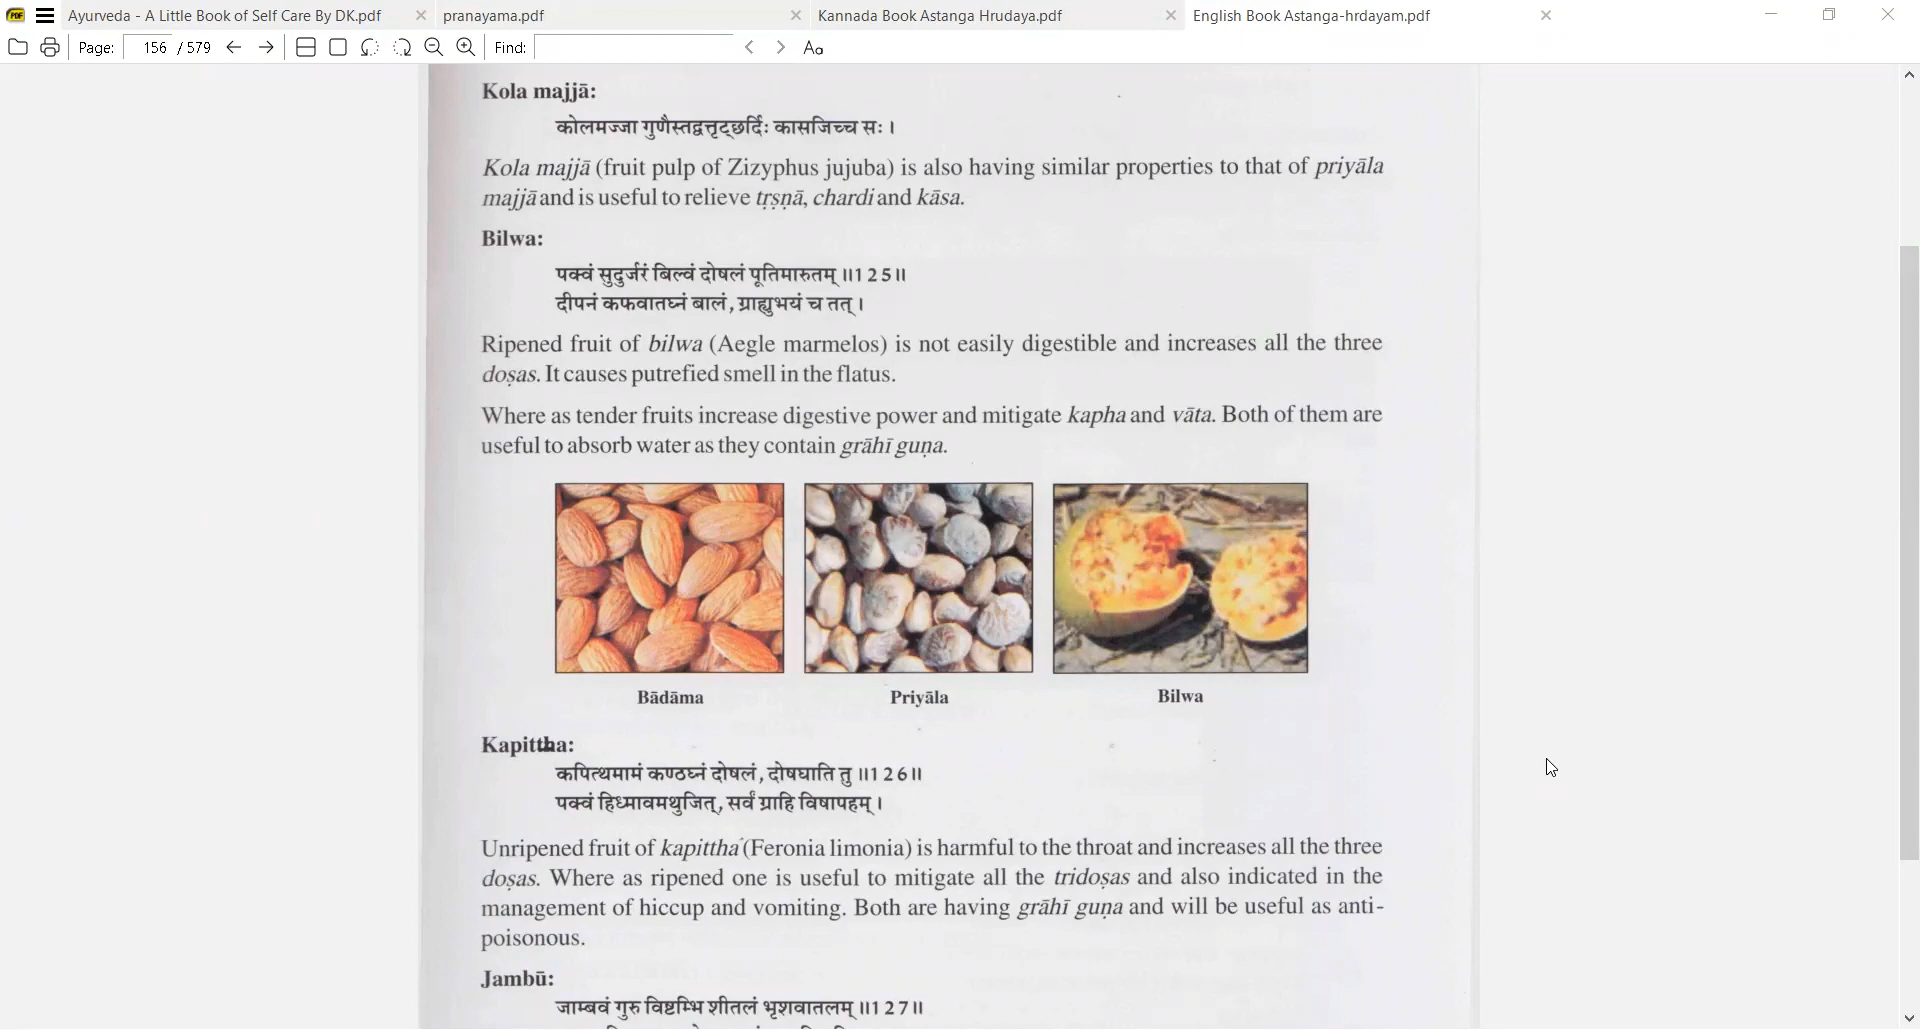 Ayurveda - A Little Book of Self Care By DK.pdf pranayama.pdf Kannada Book Astanga Hrudaya.pdf English Book Astanga-hrdayam.pdf
Page: 156 / 579 Find: Aa
Kola majjā:
कोलमज्जा गुणैस्तद्वत्तृट्छर्दिः कासजिच्च सः ।
Kola majjā (fruit pulp of Zizyphus jujuba) is also having similar properties to that of priyāla
majjā and is useful to relieve tṛṣṇā, chardi and kāsa.
Bilwa:
पक्वं सुदुर्जरं बिल्वं दोषलं पूतिमारुतम् ॥125॥
दीपनं कफवातघ्नं बालं, ग्राह्युभयं च तत् ।
Ripened fruit of bilwa (Aegle marmelos) is not easily digestible and increases all the three
doṣas. It causes putrefied smell in the flatus.
Where as tender fruits increase digestive power and mitigate kapha and vāta. Both of them are
useful to absorb water as they contain grāhī guṇa.
Bādāma Priyāla Bilwa
Kapittha:
कपित्थमामं कण्ठघ्नं दोषलं, दोषघाति तु ॥126॥
पक्वं हिध्मावमथुजित्, सर्वं ग्राहि विषापहम् ।
Unripened fruit of kapittha (Feronia limonia) is harmful to the throat and increases all the three
doṣas. Where as ripened one is useful to mitigate all the tridoṣas and also indicated in the
management of hiccup and vomiting. Both are having grāhī guṇa and will be useful as anti-
poisonous.
Jambū:
जाम्बवं गुरु विष्टम्भि शीतलं भृशवातलम् ॥127॥